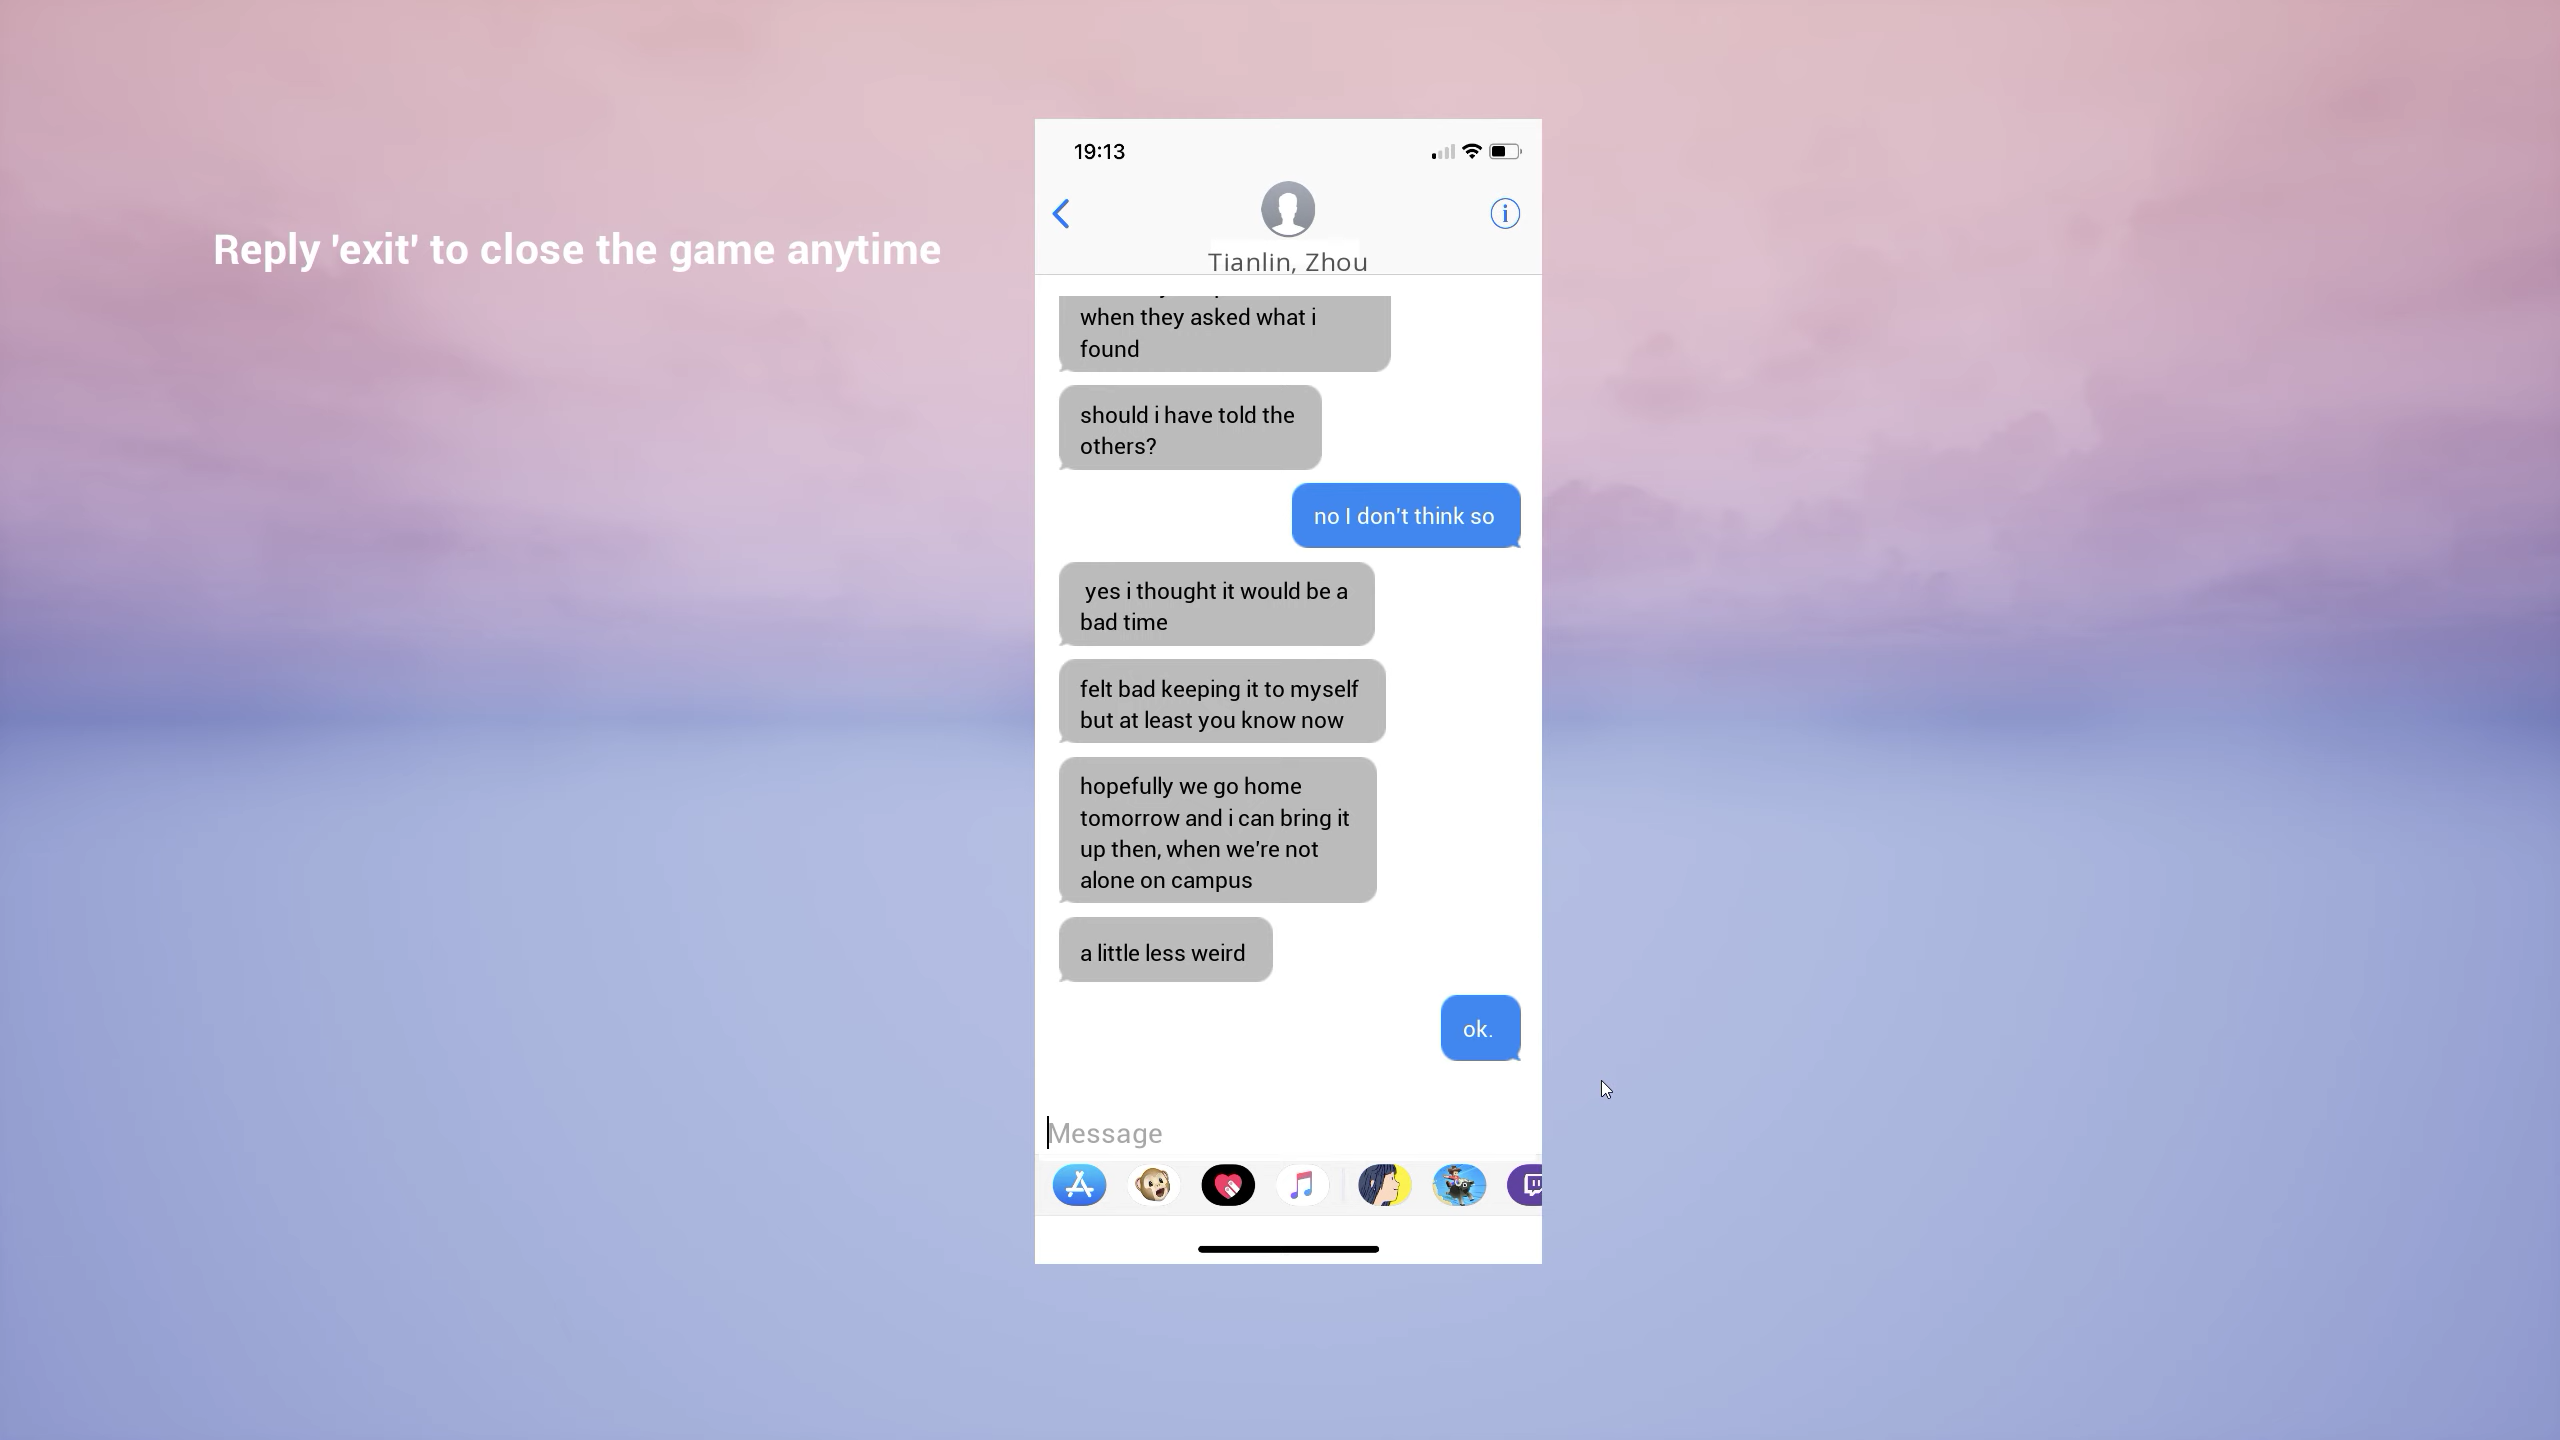 19:13
Reply 'exit' to close the game anytime
Tianlin, Zhou
when they asked what i
found
should i have told the
others?
no I don't think so
yes i thought it would be a
bad time
felt bad keeping it to myself
but at least you know now
hopefully we go home
tomorrow and i can bring it
up then, when we're not
alone on campus
a little less weird
ok.
Message